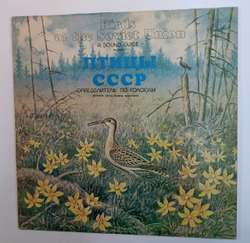 Birds
of the Soviet Union
A SOUND GUIDE
ПТИЦЫ
СССР
ОПРЕДЕЛИТЕЛЬ ПО ГОЛОСАМ